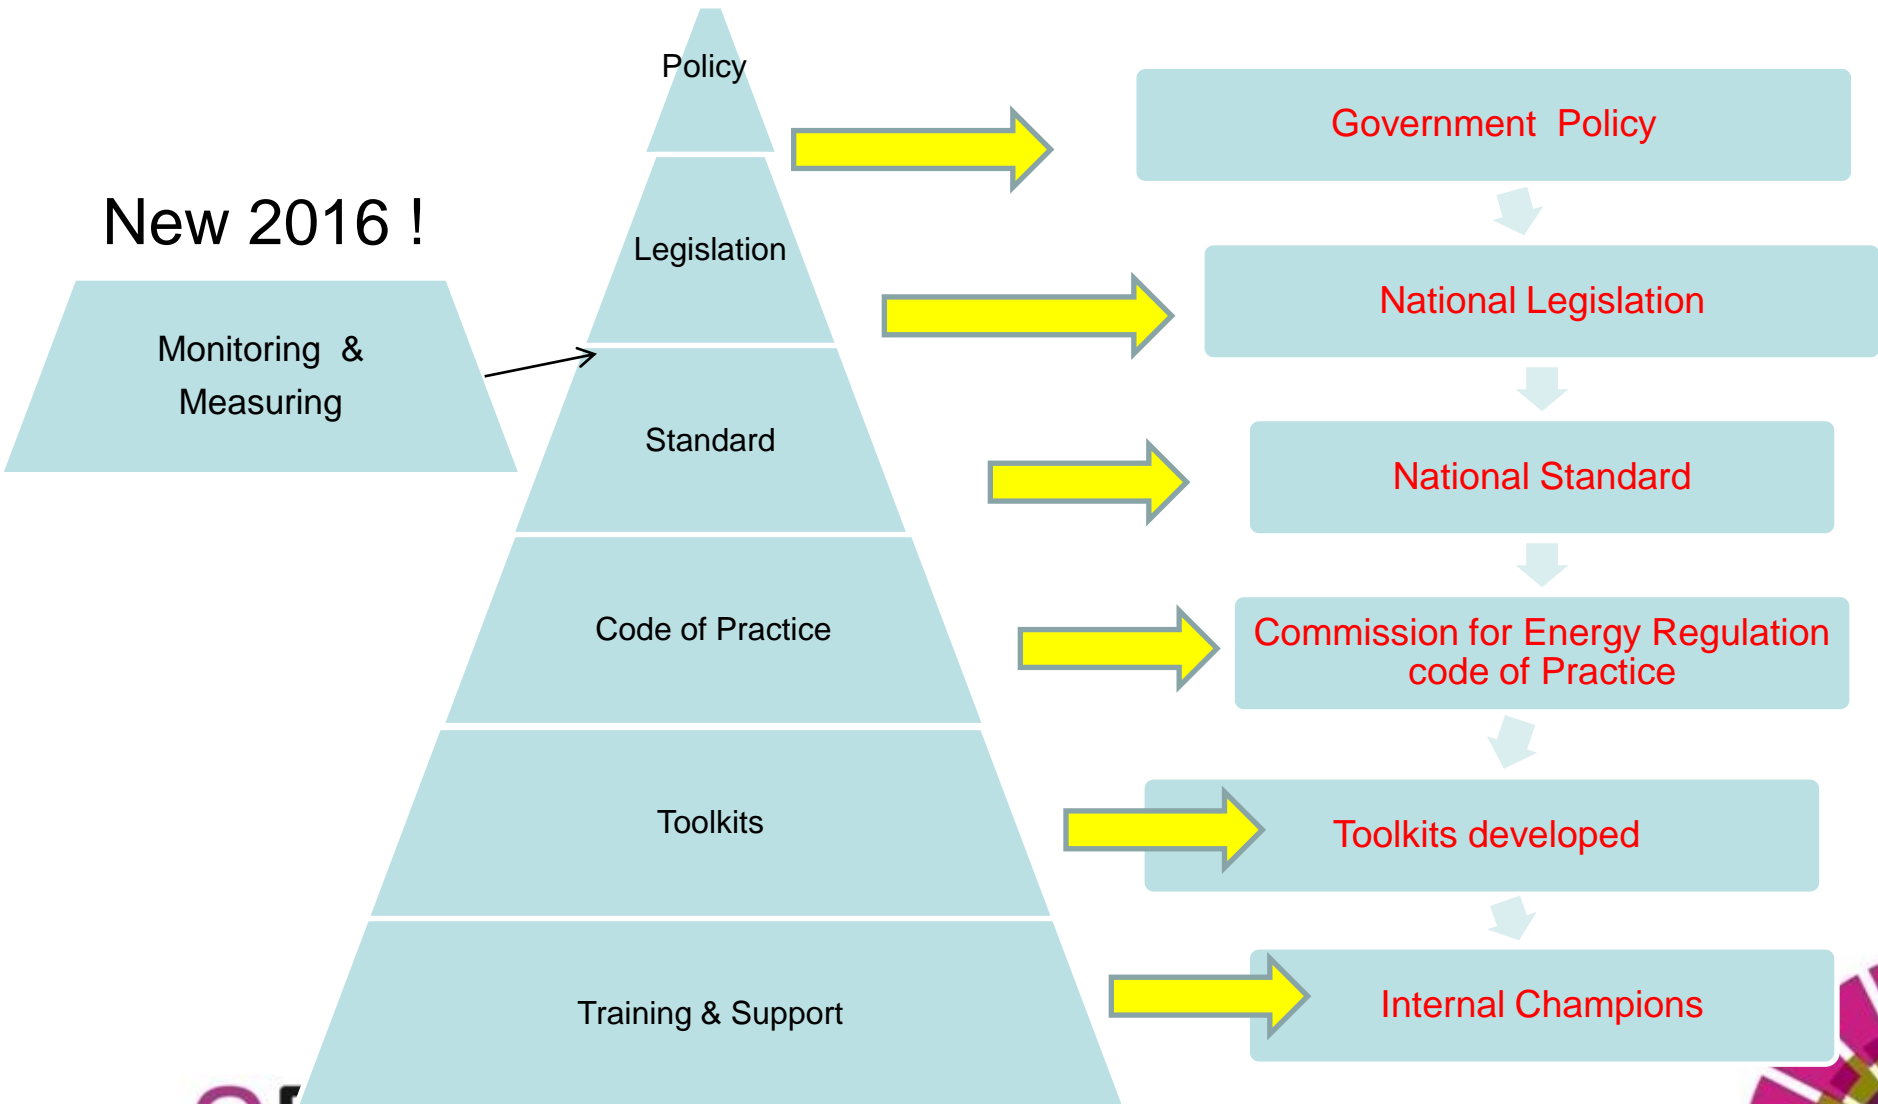 Policy
Government Policy
New 2016 !
Legislation
National Legislation
Monitoring &
Measuring
Standard
National Standard
Code of Practice
Commission for Energy Regulation
code of Practice
Toolkits
Toolkits developed
Training & Support
Internal Champions